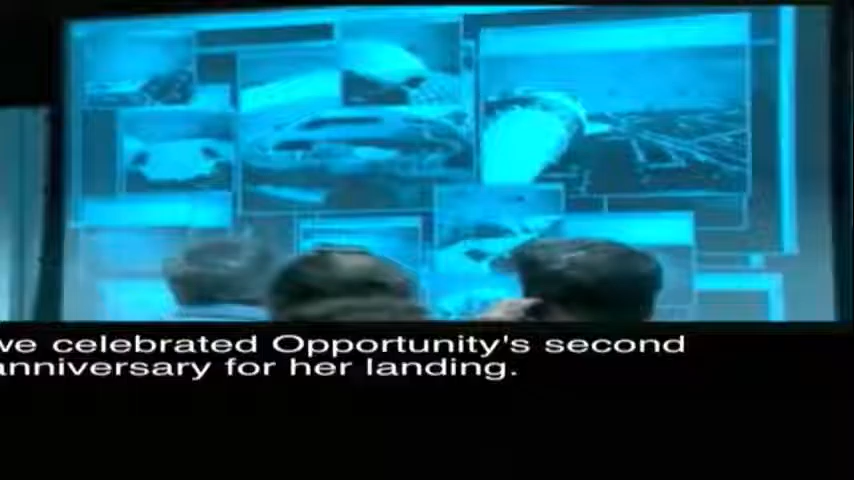 we celebrated Opportunity's second
anniversary for her landing.